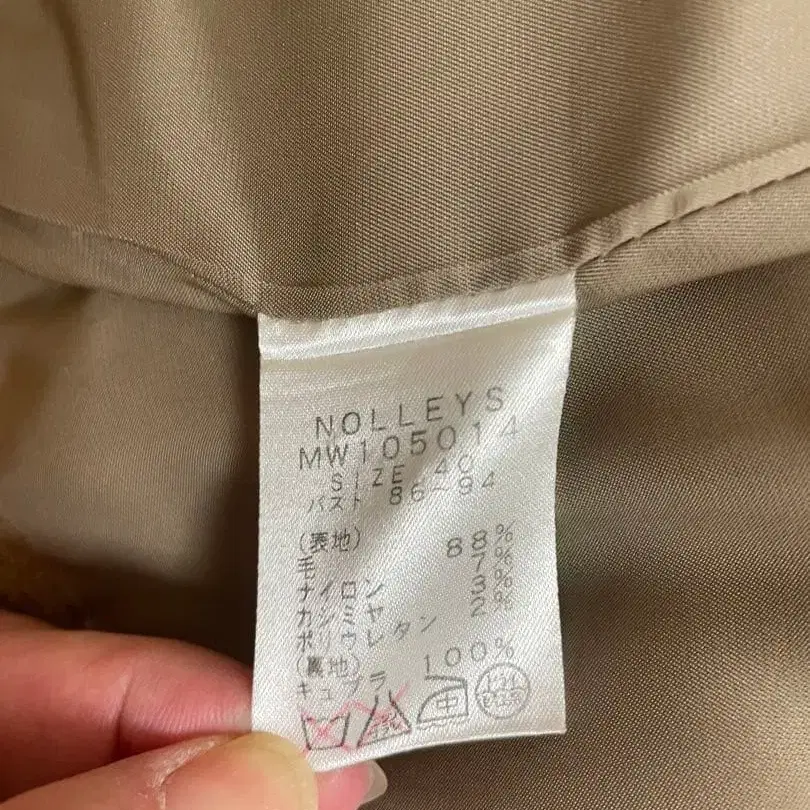 NOLLEYS
MW105014
SIZE 40
バスト 86-94
(表地)
毛 88%
ナイロン 7%
カシミヤ 3%
ポリウレタン 2%
(裏地)
キュプラ 100%
中